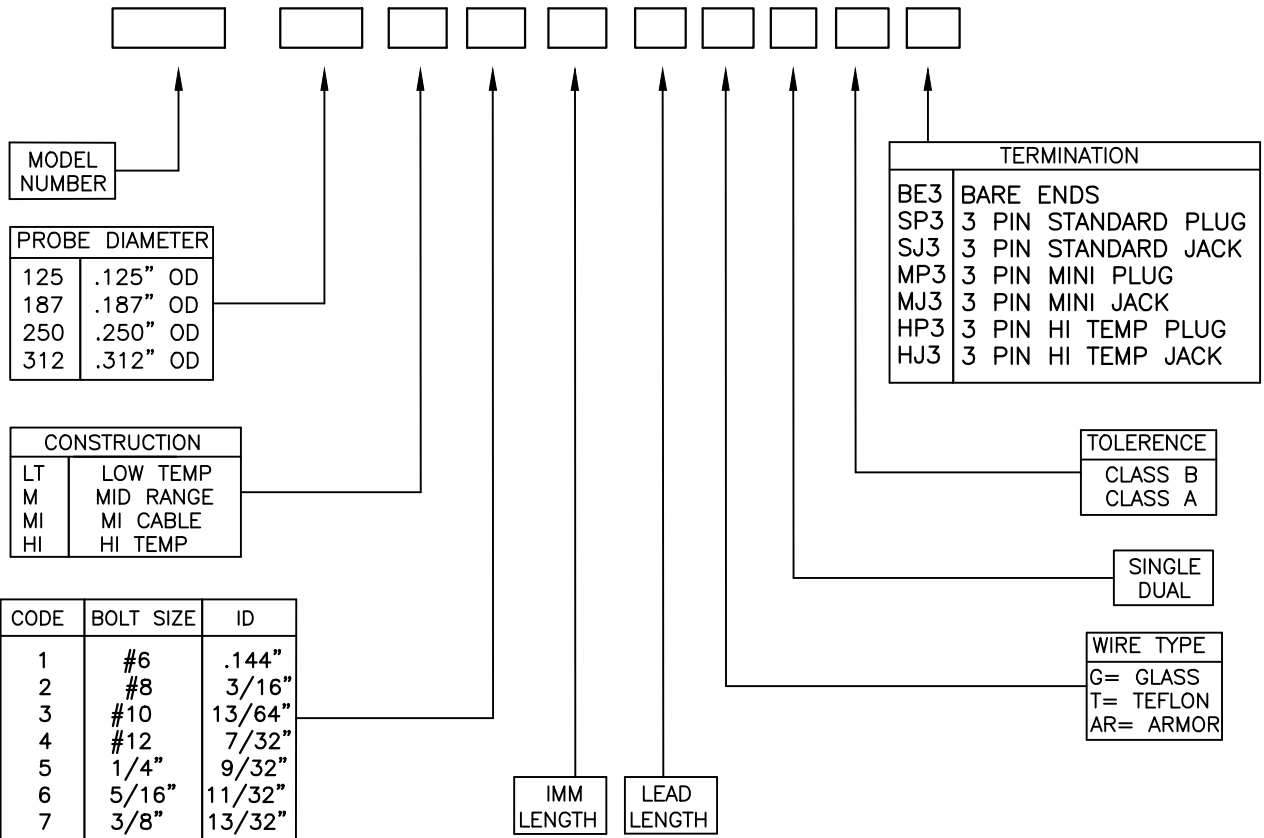 MODEL
NUMBER
PROBE DIAMETER
125 .125” OD
187 .187” OD
250 .250” OD
312 .312” OD
CONSTRUCTION
LT LOW TEMP
M MID RANGE
MI MI CABLE
HI HI TEMP
CODE BOLT SIZE ID
1 #6 .144”
2 #8 3/16”
3 #10 13/64”
4 #12 7/32”
5 1/4” 9/32”
6 5/16” 11/32”
7 3/8” 13/32”
IMM
LENGTH
LEAD
LENGTH
TERMINATION
BE3 BARE ENDS
SP3 3 PIN STANDARD PLUG
SJ3 3 PIN STANDARD JACK
MP3 3 PIN MINI PLUG
MJ3 3 PIN MINI JACK
HP3 3 PIN HI TEMP PLUG
HJ3 3 PIN HI TEMP JACK
TOLERENCE
CLASS B
CLASS A
SINGLE
DUAL
WIRE TYPE
G= GLASS
T= TEFLON
AR= ARMOR